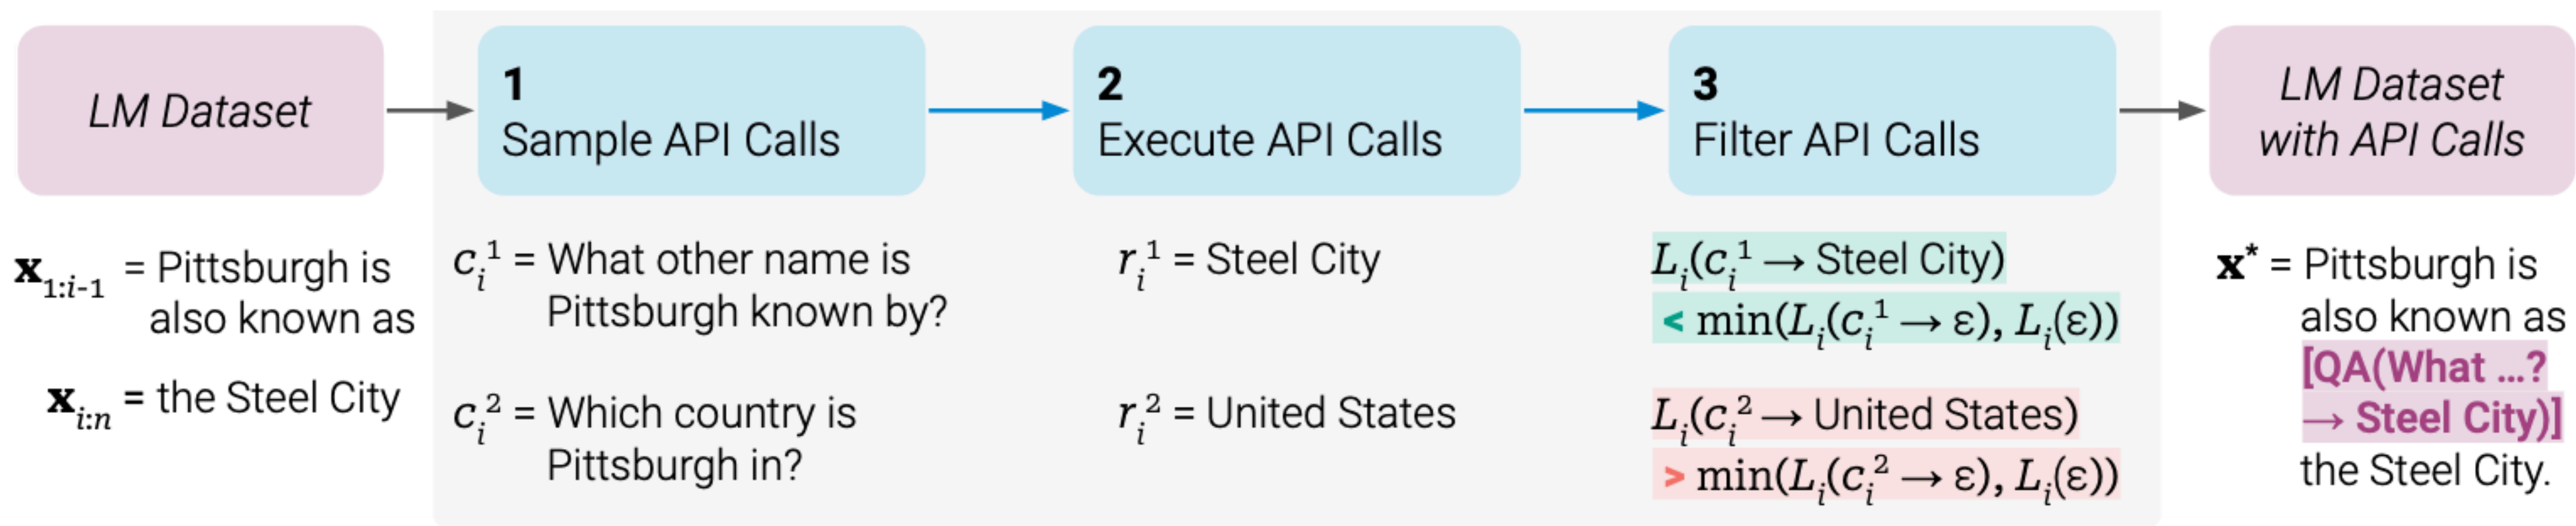 LM Dataset
x1:i-1 = Pittsburgh is
also known as
xi:n = the Steel City
1
Sample API Calls
ci1 = What other name is
Pittsburgh known by?
ci2 = Which country is
Pittsburgh in?
2
Execute API Calls
ri1 = Steel City
ri2 = United States
3
Filter API Calls
Li(ci1 → Steel City)
< min(Li(ci1 → ε), Li(ε))
Li(ci2 → United States)
> min(Li(ci2 → ε), Li(ε))
LM Dataset
with API Calls
x* = Pittsburgh is
also known as
[QA(What ...?
→ Steel City)]
the Steel City.